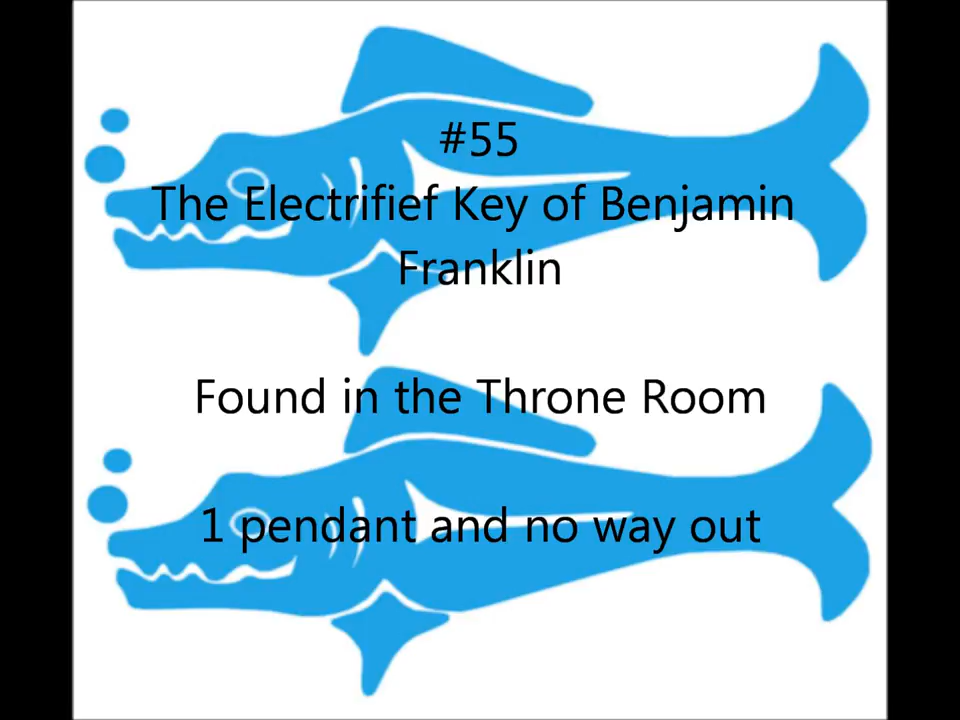 #55
The Electrifief Key of Benjamin
Franklin
Found in the Throne Room
1 pendant and no way out